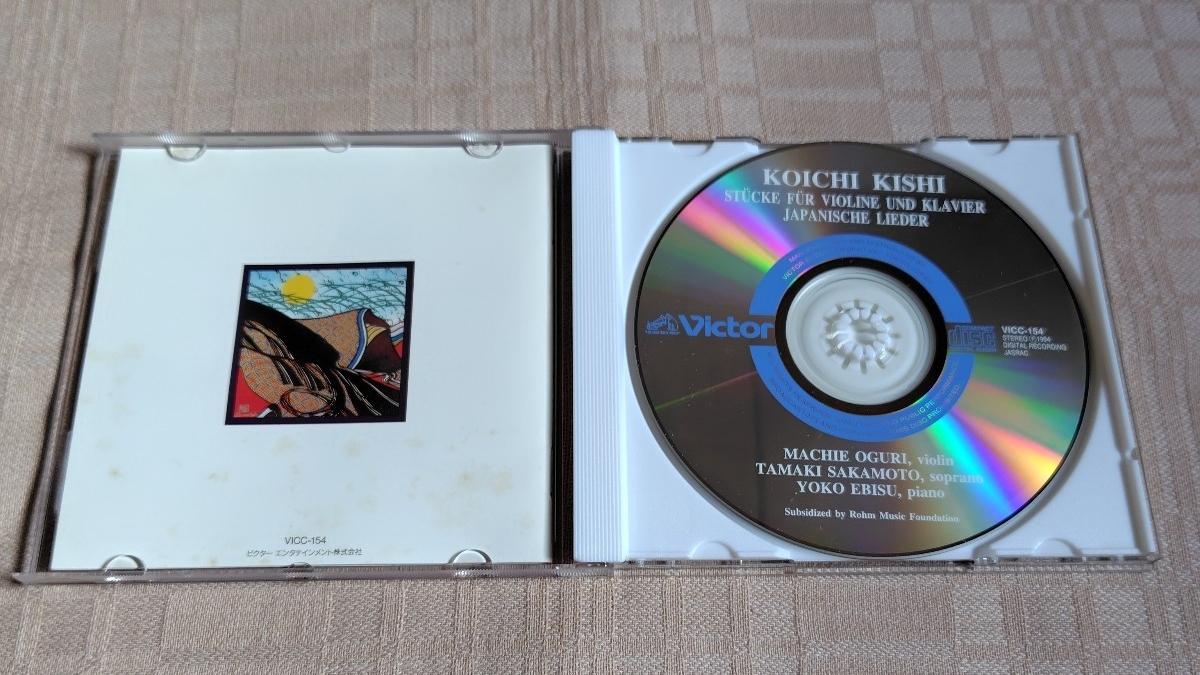 VICC-154
ビクター エンタテインメント株式会社
KOICHI KISHI
STÜCKE FÜR VIOLINE UND KLAVIER
JAPANISCHE LIEDER
Victor
VICC-154
STEREO Ⓟ1994
DIGITAL RECORDING
JASRAC
MACHIE OGURI, violin
TAMAKI SAKAMOTO, soprano
YOKO EBISU, piano
Subsidized by Rohm Music Foundation